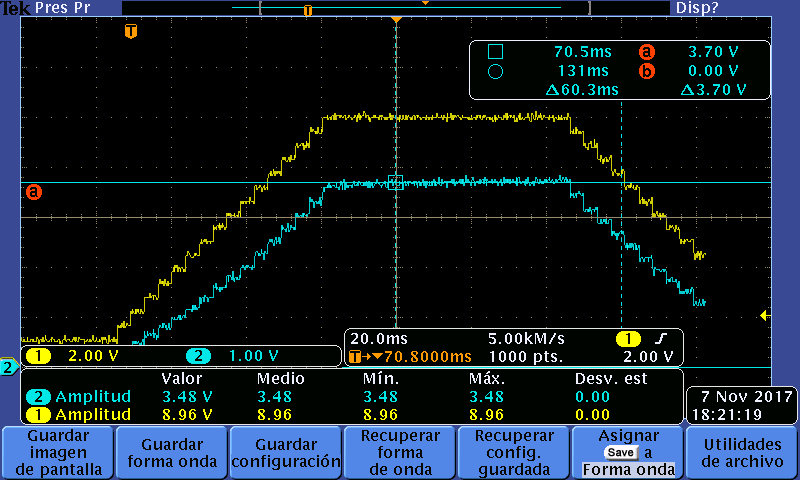 Tek Pres Pr Disp?
T T
70.5ms a 3.70 V
131ms b 0.00 V
Δ60.3ms Δ3.70 V
a
2
1 2.00 V 2 1.00 V
20.0ms 5.00kM/s 1
T→▼70.8000ms 1000 pts. 2.00 V
Valor Medio Mín. Máx. Desv. est
2 Amplitud 3.48 V 3.48 3.48 3.48 0.00
1 Amplitud 8.96 V 8.96 8.96 8.96 0.00
7 Nov 2017
18:21:19
Guardar
imagen
de pantalla
Guardar
forma onda
Guardar
configuración
Recuperar
forma
de onda
Recuperar
config.
guardada
Asignar
Save a
Forma onda
Utilidades
de archivo